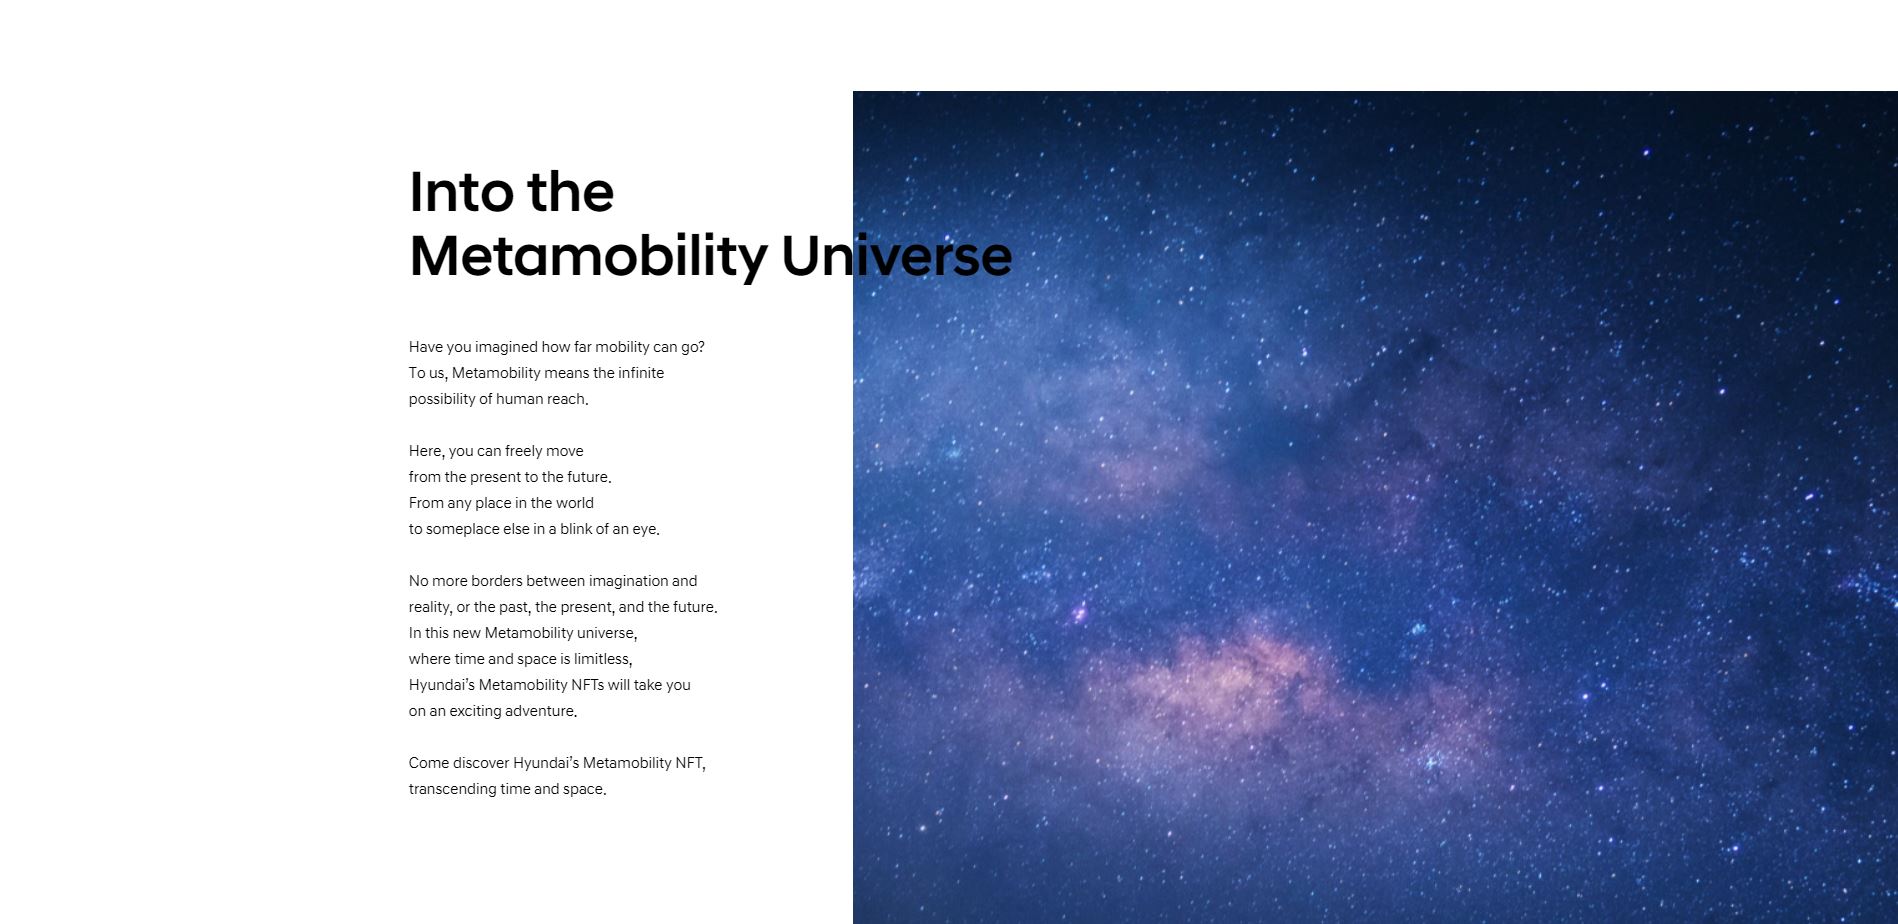 Into the
Metamobility Universe
Have you imagined how far mobility can go?
To us, Metamobility means the infinite
possibility of human reach.
Here, you can freely move
from the present to the future.
From any place in the world
to someplace else in a blink of an eye.
No more borders between imagination and
reality, or the past, the present, and the future.
In this new Metamobility universe,
where time and space is limitless,
Hyundai’s Metamobility NFTs will take you
on an exciting adventure.
Come discover Hyundai’s Metamobility NFT,
transcending time and space.